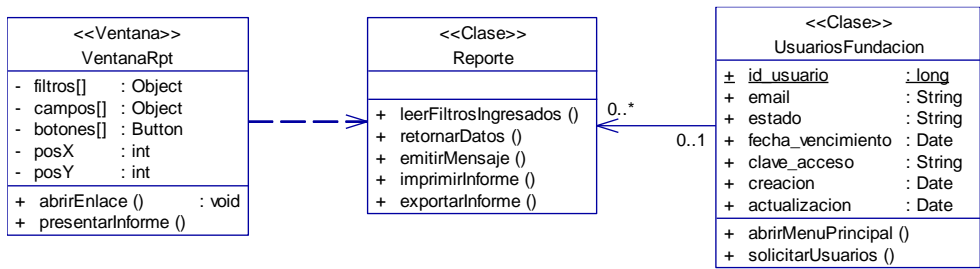 <<Ventana>>
VentanaRpt
- filtros[] : Object
- campos[] : Object
- botones[] : Button
- posX : int
- posY : int
+ abrirEnlace () : void
+ presentarInforme ()
<<Clase>>
Reporte
+ leerFiltrosIngresados ()
+ retornarDatos ()
+ emitirMensaje ()
+ imprimirInforme ()
+ exportarInforme ()
0..*
0..1
<<Clase>>
UsuariosFundacion
+ id_usuario : long
+ email : String
+ estado : String
+ fecha_vencimiento : Date
+ clave_acceso : String
+ creacion : Date
+ actualizacion : Date
+ abrirMenuPrincipal ()
+ solicitarUsuarios ()